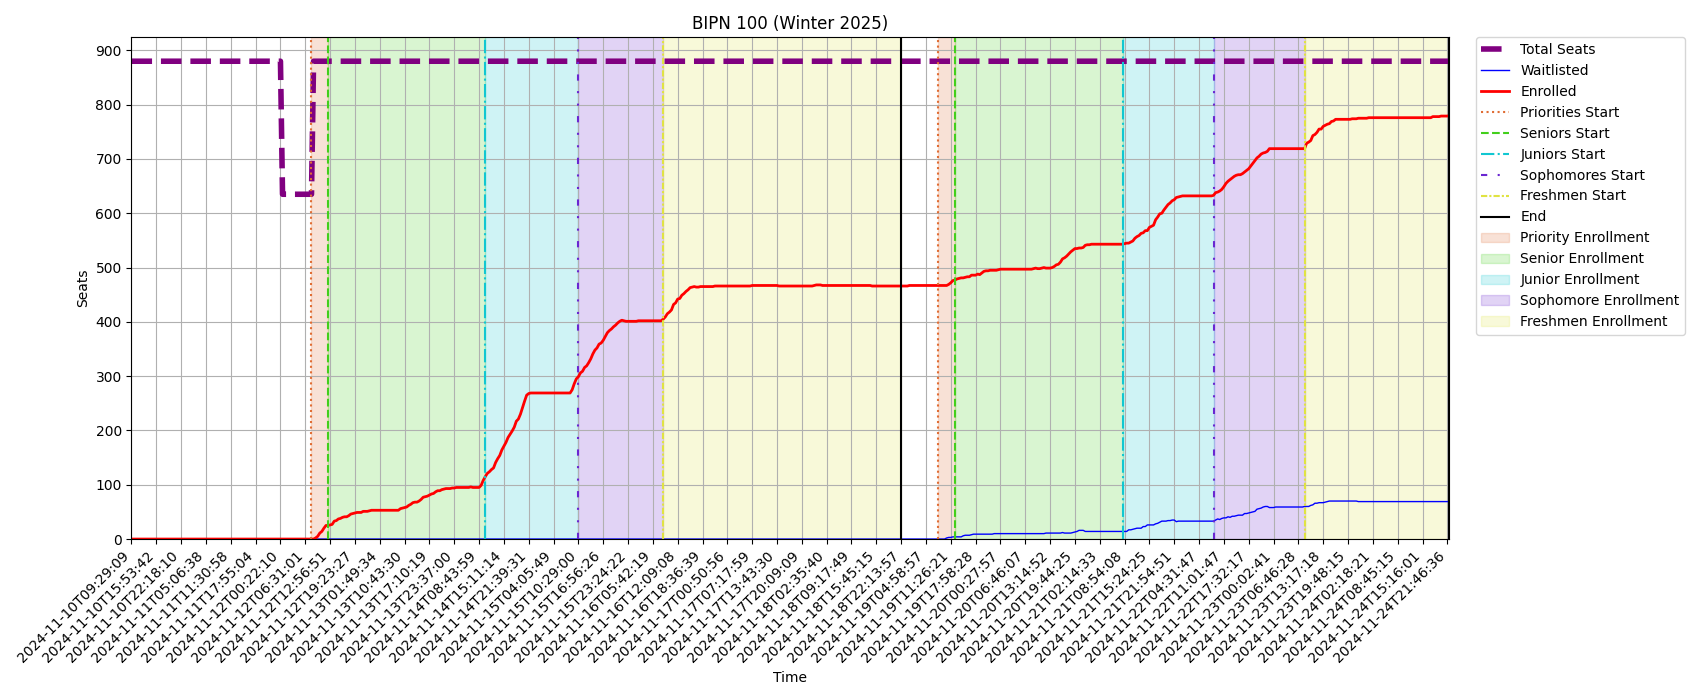 BIPN 100 (Winter 2025)
Seats
900
800
700
600
500
400
300
200
100
0
2024-11-10T09:29:09
2024-11-10T15:53:42
2024-11-10T22:18:10
2024-11-11T05:06:38
2024-11-11T11:30:58
2024-11-11T17:55:04
2024-11-12T00:22:10
2024-11-12T06:31:01
2024-11-12T12:56:51
2024-11-12T19:23:27
2024-11-13T01:49:34
2024-11-13T10:43:30
2024-11-13T17:10:19
2024-11-13T23:37:00
2024-11-14T08:43:59
2024-11-14T15:11:14
2024-11-14T21:39:31
2024-11-15T04:05:49
2024-11-15T10:29:00
2024-11-15T16:56:26
2024-11-15T23:24:22
2024-11-16T05:42:19
2024-11-16T12:09:08
2024-11-16T18:36:39
2024-11-17T00:50:56
2024-11-17T07:17:59
2024-11-17T13:43:30
2024-11-17T20:09:09
2024-11-18T02:35:40
2024-11-18T09:17:49
2024-11-18T15:45:15
2024-11-18T22:13:57
2024-11-19T04:58:57
2024-11-19T11:26:21
2024-11-19T17:58:28
2024-11-20T00:27:57
2024-11-20T06:46:07
2024-11-20T13:14:52
2024-11-20T19:44:25
2024-11-21T02:14:33
2024-11-21T08:54:08
2024-11-21T15:24:25
2024-11-21T21:54:51
2024-11-22T04:31:47
2024-11-22T11:01:47
2024-11-22T17:32:17
2024-11-23T00:02:41
2024-11-23T06:46:28
2024-11-23T13:17:18
2024-11-23T19:48:15
2024-11-24T02:18:21
2024-11-24T08:45:15
2024-11-24T15:16:01
2024-11-24T21:46:36
Time
Total Seats
Waitlisted
Enrolled
Priorities Start
Seniors Start
Juniors Start
Sophomores Start
Freshmen Start
End
Priority Enrollment
Senior Enrollment
Junior Enrollment
Sophomore Enrollment
Freshmen Enrollment